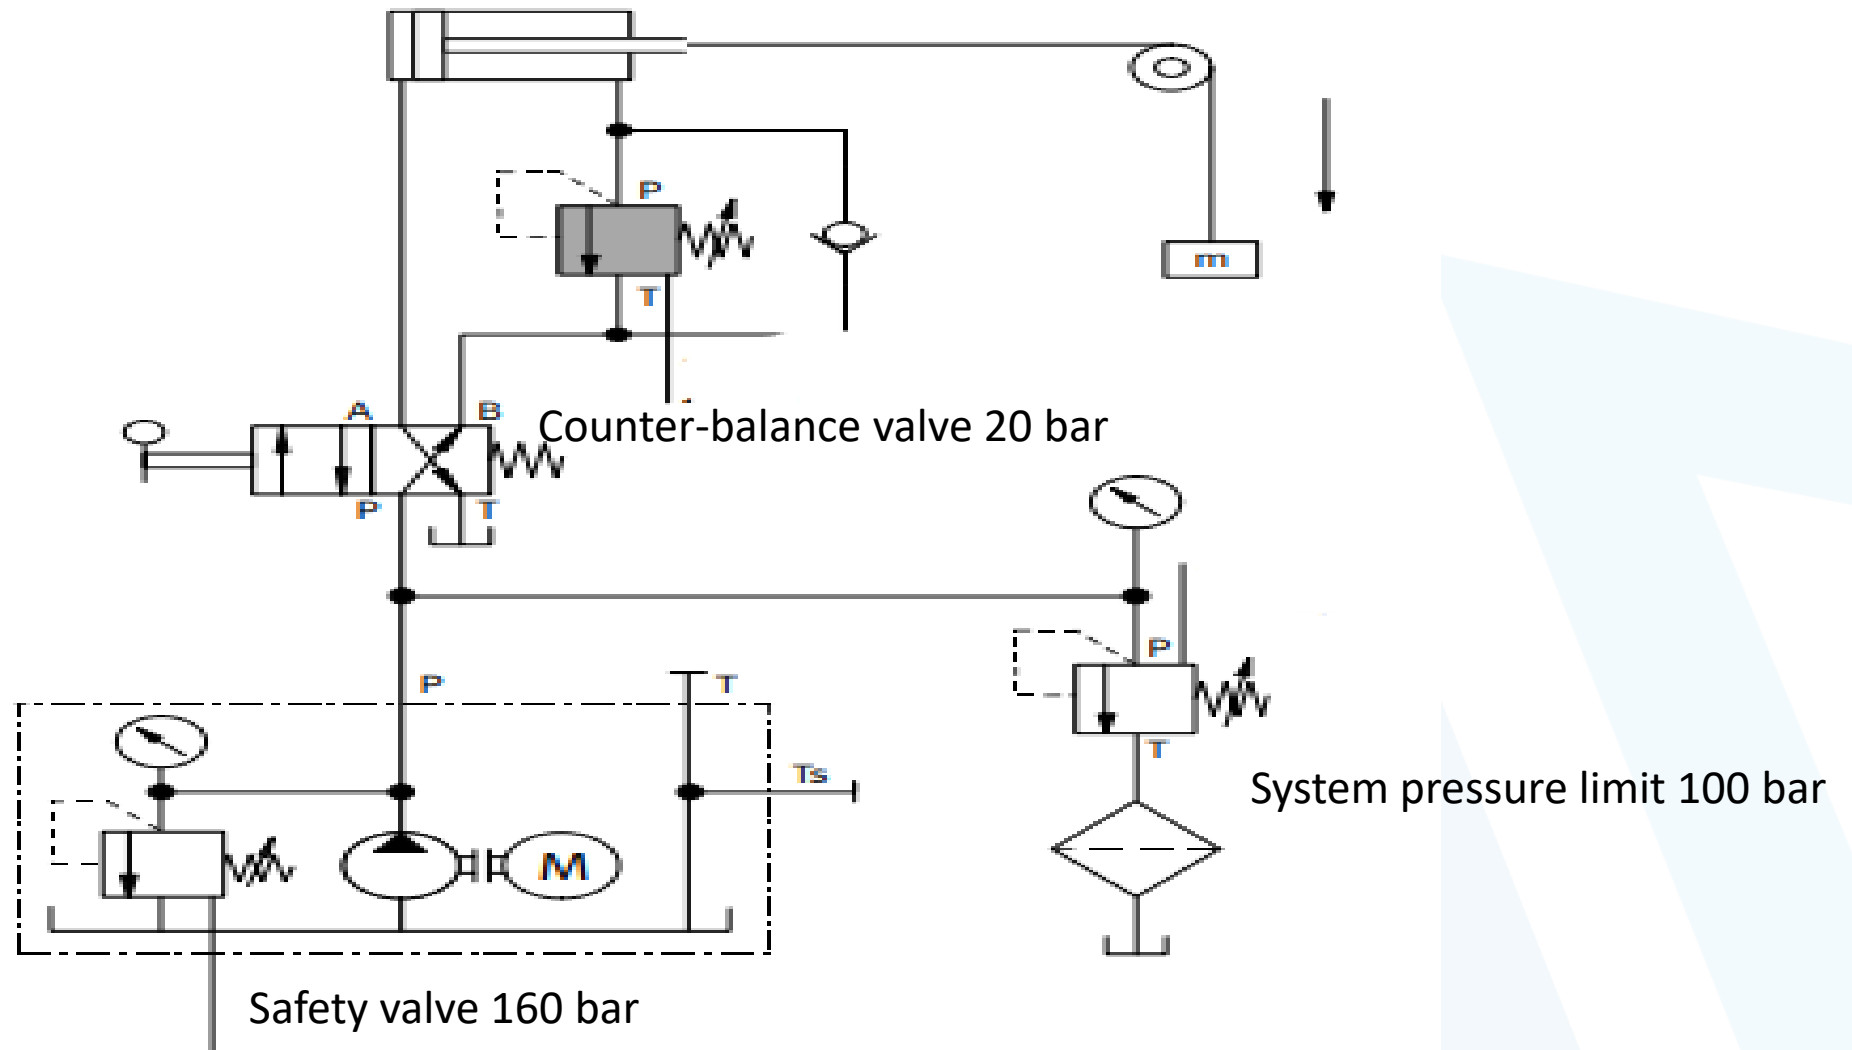 P
m
T
A
B
Counter-balance valve 20 bar
P
T
P
P
T
T
Ts
System pressure limit 100 bar
M
Safety valve 160 bar